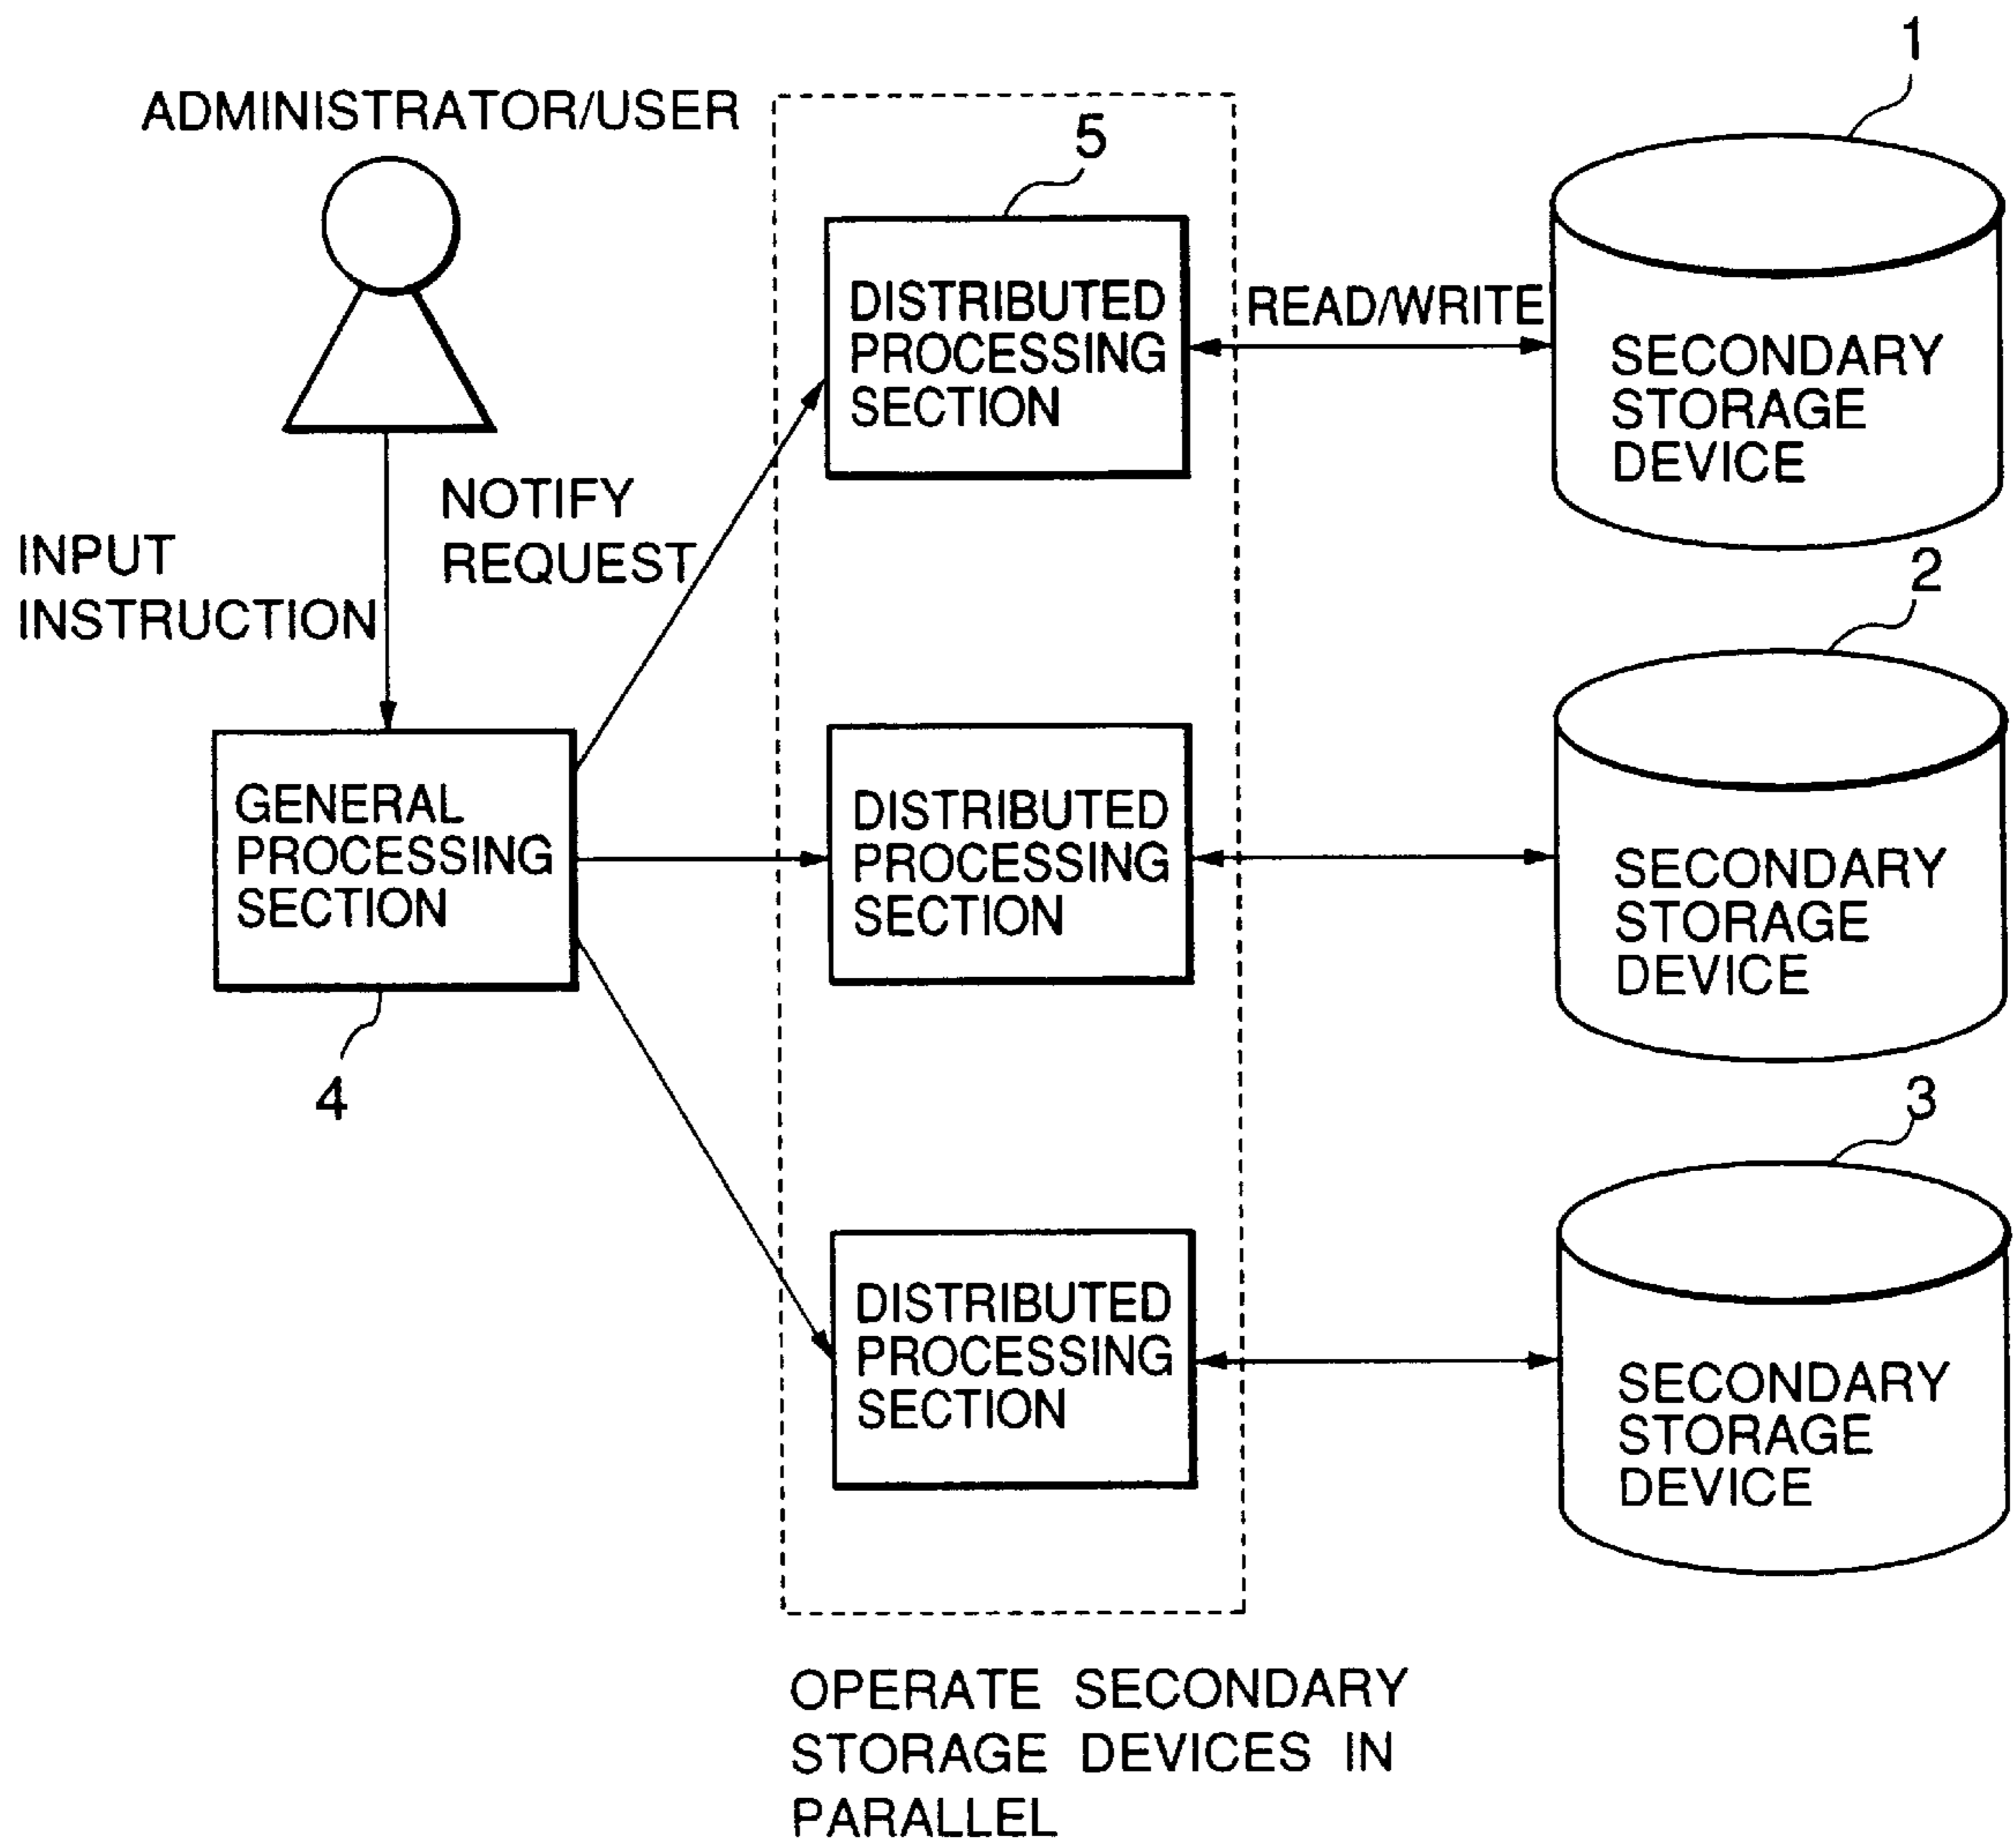 1
ADMINISTRATOR/USER
5
DISTRIBUTED
PROCESSING
SECTION
READ/WRITE
SECONDARY
STORAGE
DEVICE
NOTIFY
REQUEST
INPUT
INSTRUCTION
2
GENERAL
PROCESSING
SECTION
4
DISTRIBUTED
PROCESSING
SECTION
SECONDARY
STORAGE
DEVICE
3
DISTRIBUTED
PROCESSING
SECTION
SECONDARY
STORAGE
DEVICE
OPERATE SECONDARY
STORAGE DEVICES IN
PARALLEL